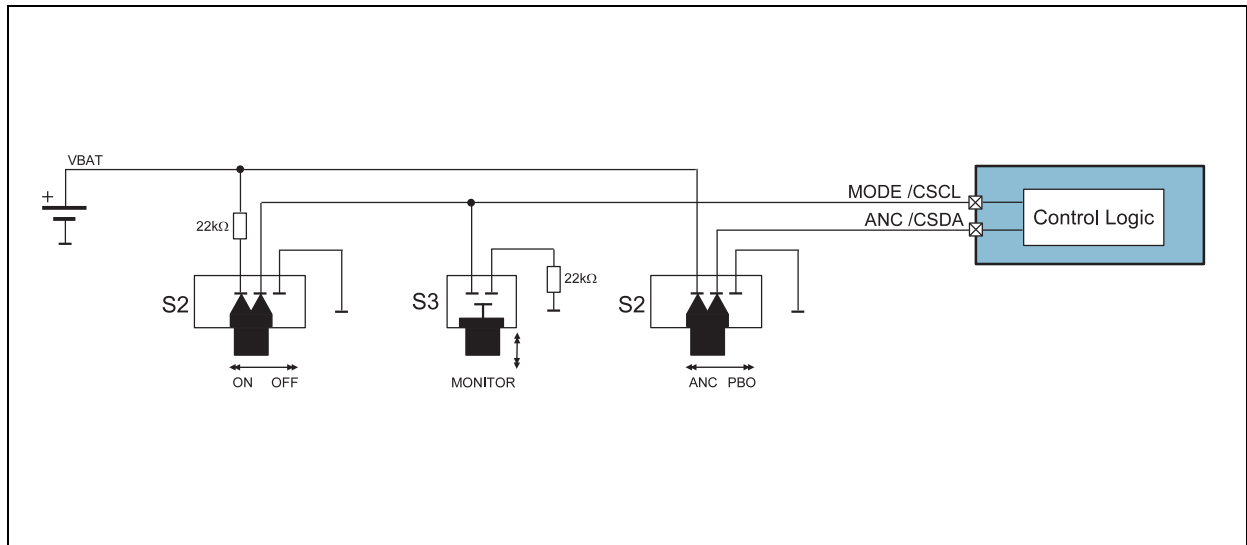 VBAT
+
MODE /CSCL
ANC /CSDA
Control Logic
22kΩ
22kΩ
S2
S3
S2
ON OFF
MONITOR
ANC PBO